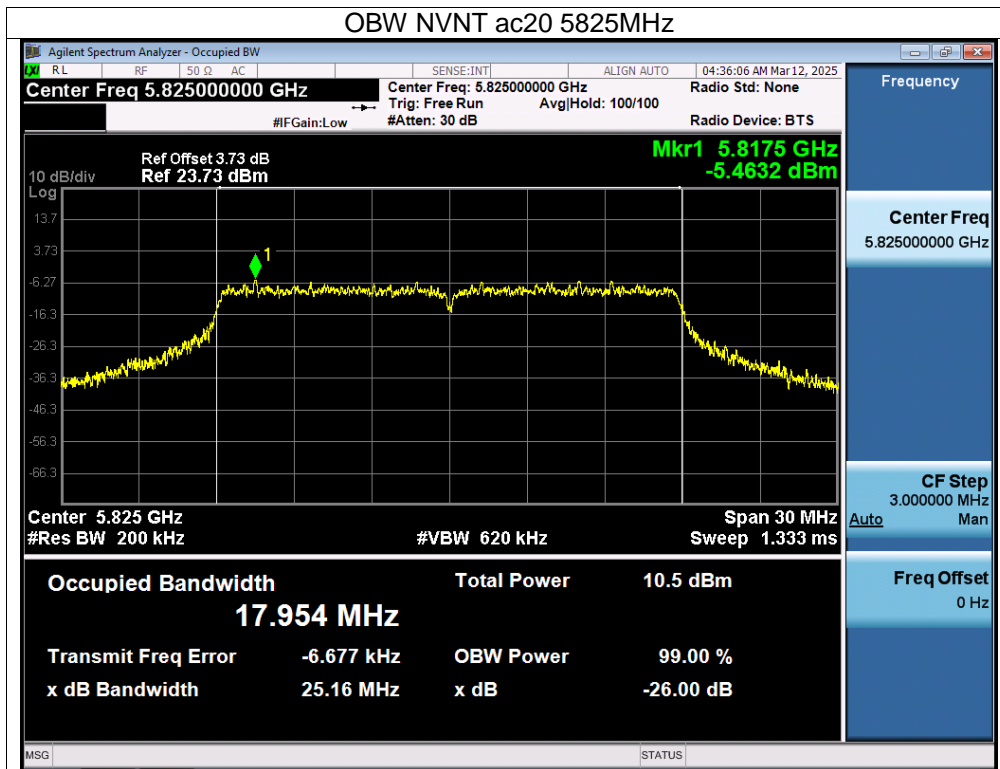 OBW NVNT ac20 5825MHz
Agilent Spectrum Analyzer - Occupied BW
LXI RL RF 50 Ω AC SENSE:INT ALIGN AUTO 04:36:06 AM Mar 12, 2025
Center Freq 5.825000000 GHz Center Freq: 5.825000000 GHz Radio Std: None Frequency
Trig: Free Run Avg|Hold: 100/100
#IFGain:Low #Atten: 30 dB Radio Device: BTS
Ref Offset 3.73 dB Mkr1 5.8175 GHz
10 dB/div Ref 23.73 dBm -5.4632 dBm
Log
13.7
3.73
-6.27
-16.3
-26.3
-36.3
-46.3
-56.3
-66.3
1
Center Freq
5.825000000 GHz
CF Step
3.000000 MHz
Auto Man
Center 5.825 GHz Span 30 MHz
#Res BW 200 kHz #VBW 620 kHz Sweep 1.333 ms
Freq Offset
0 Hz
Occupied Bandwidth Total Power 10.5 dBm
17.954 MHz
Transmit Freq Error -6.677 kHz OBW Power 99.00 %
x dB Bandwidth 25.16 MHz x dB -26.00 dB
MSG STATUS